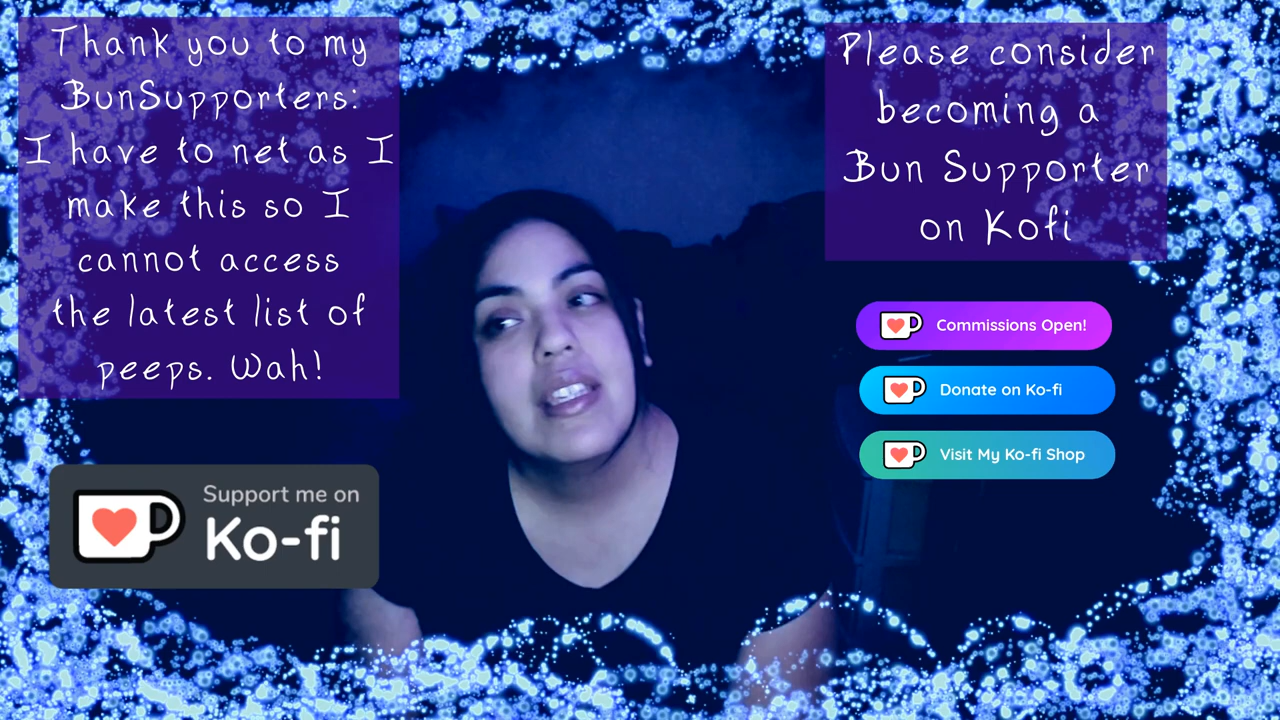 Thank you to my
BunSupporters:
I have to net as I
make this so I
cannot access
the latest list of
peeps. Wah!
Support me on
Ko-fi
Please consider
becoming a
Bun Supporter
on Kofi
Commissions Open!
Donate on Ko-fi
Visit My Ko-fi Shop